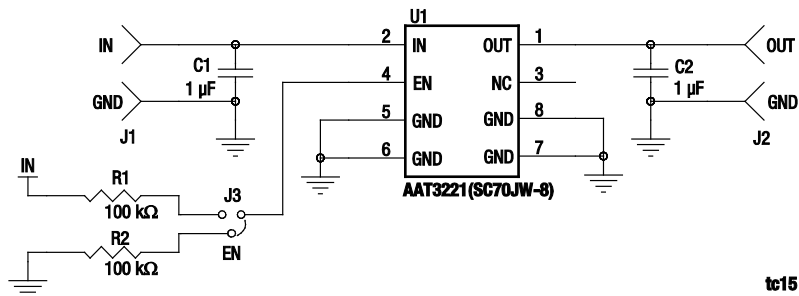 U1
IN 2 IN OUT 1 OUT
C1 4 EN NC 3 C2
1 µF 1 µF
GND 5 GND GND 8 GND
J1 6 GND GND 7 J2
AAT3221(SC70JW-8)
IN
R1
100 kΩ
J3
R2
100 kΩ
EN
tc15